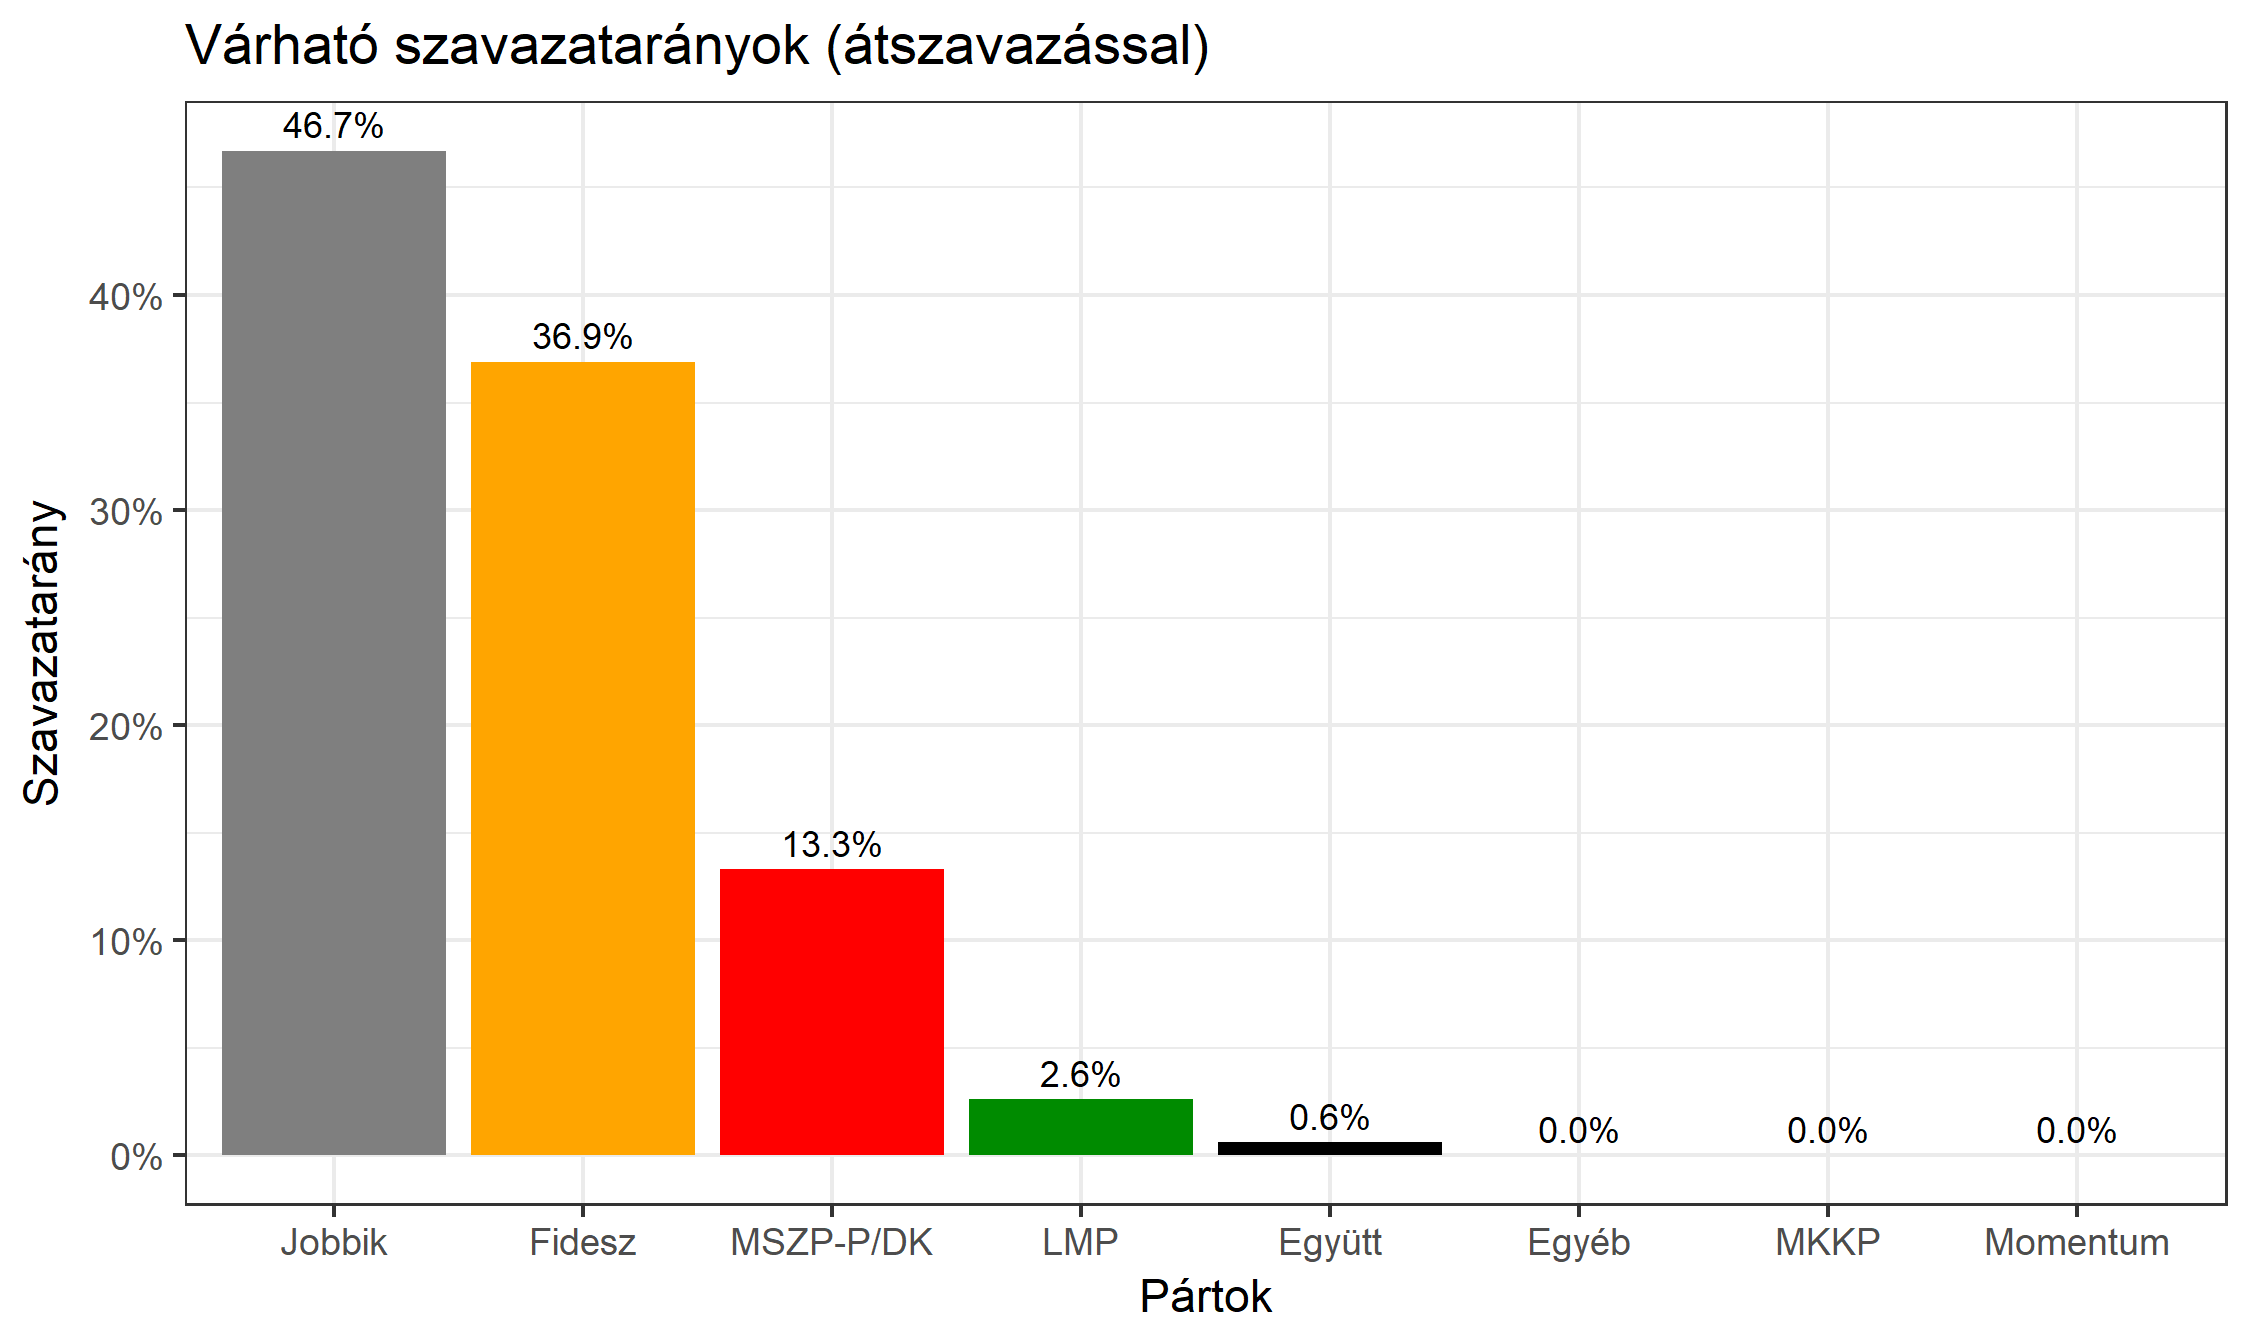 Várható szavazatarányok (átszavazással)
46.7%
36.9%
13.3%
2.6%
0.6%
0.0%
0.0%
0.0%
40%
30%
20%
10%
0%
Szavazatarány
Jobbik
Fidesz
MSZP-P/DK
LMP
Együtt
Egyéb
MKKP
Momentum
Pártok